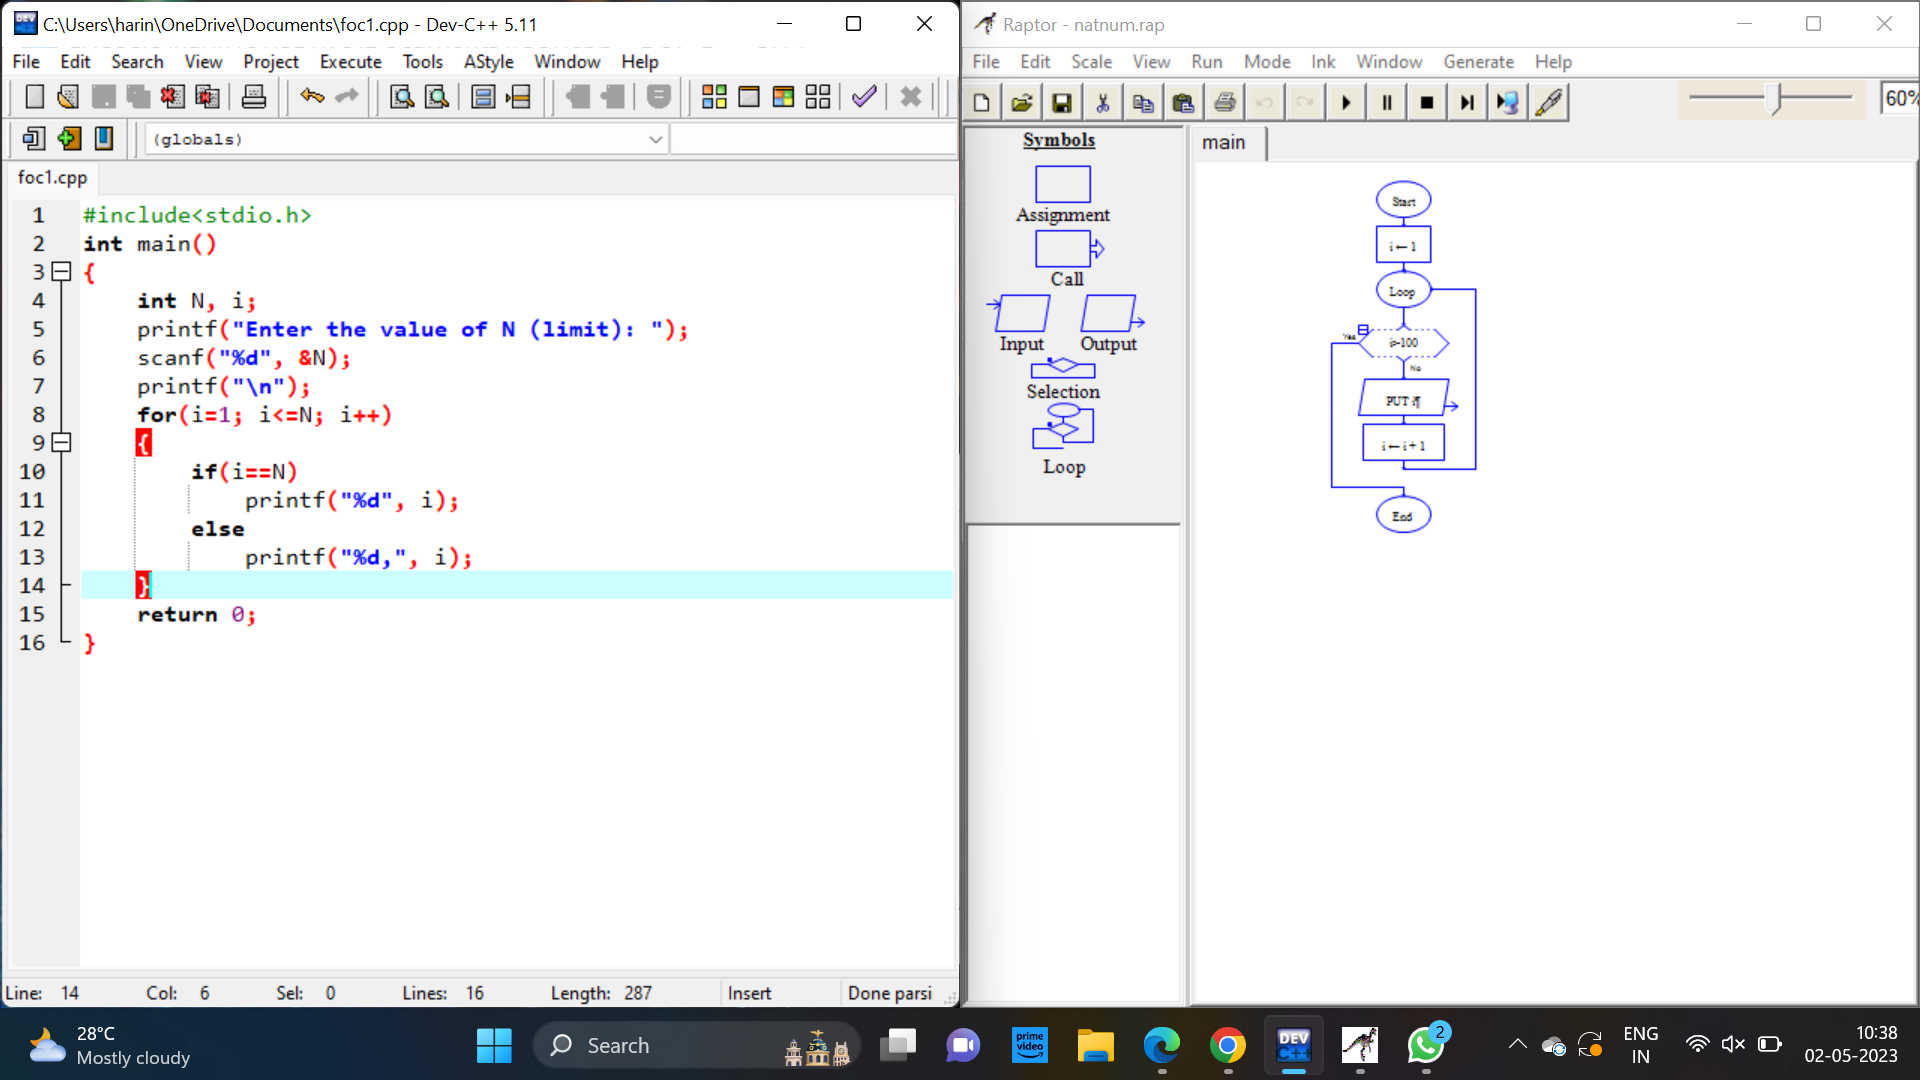 C:\Users\harin\OneDrive\Documents\foc1.cpp - Dev-C++ 5.11
File Edit Search View Project Execute Tools AStyle Window Help
(globals)
foc1.cpp
1 #include<stdio.h>
2 int main()
3 {
4 int N, i;
5 printf("Enter the value of N (limit): ");
6 scanf("%d", &N);
7 printf("\n");
8 for(i=1; i<=N; i++)
9 {
10 if(i==N)
11 printf("%d", i);
12 else
13 printf("%d,", i);
14 }
15 return 0;
16 }
Line: 14 Col: 6 Sel: 0 Lines: 16 Length: 287 Insert Done parsi
Raptor - natnum.rap
File Edit Scale View Run Mode Ink Window Generate Help
60%
Symbols
Assignment
Call
Input Output
Selection
Loop
main
Start
i ← 1
Loop
Yes
i>100
No
PUT i¶
i ← i + 1
End
28°C
Mostly cloudy
Search
prime video
DEV C++
2
ENG
IN
10:38
02-05-2023